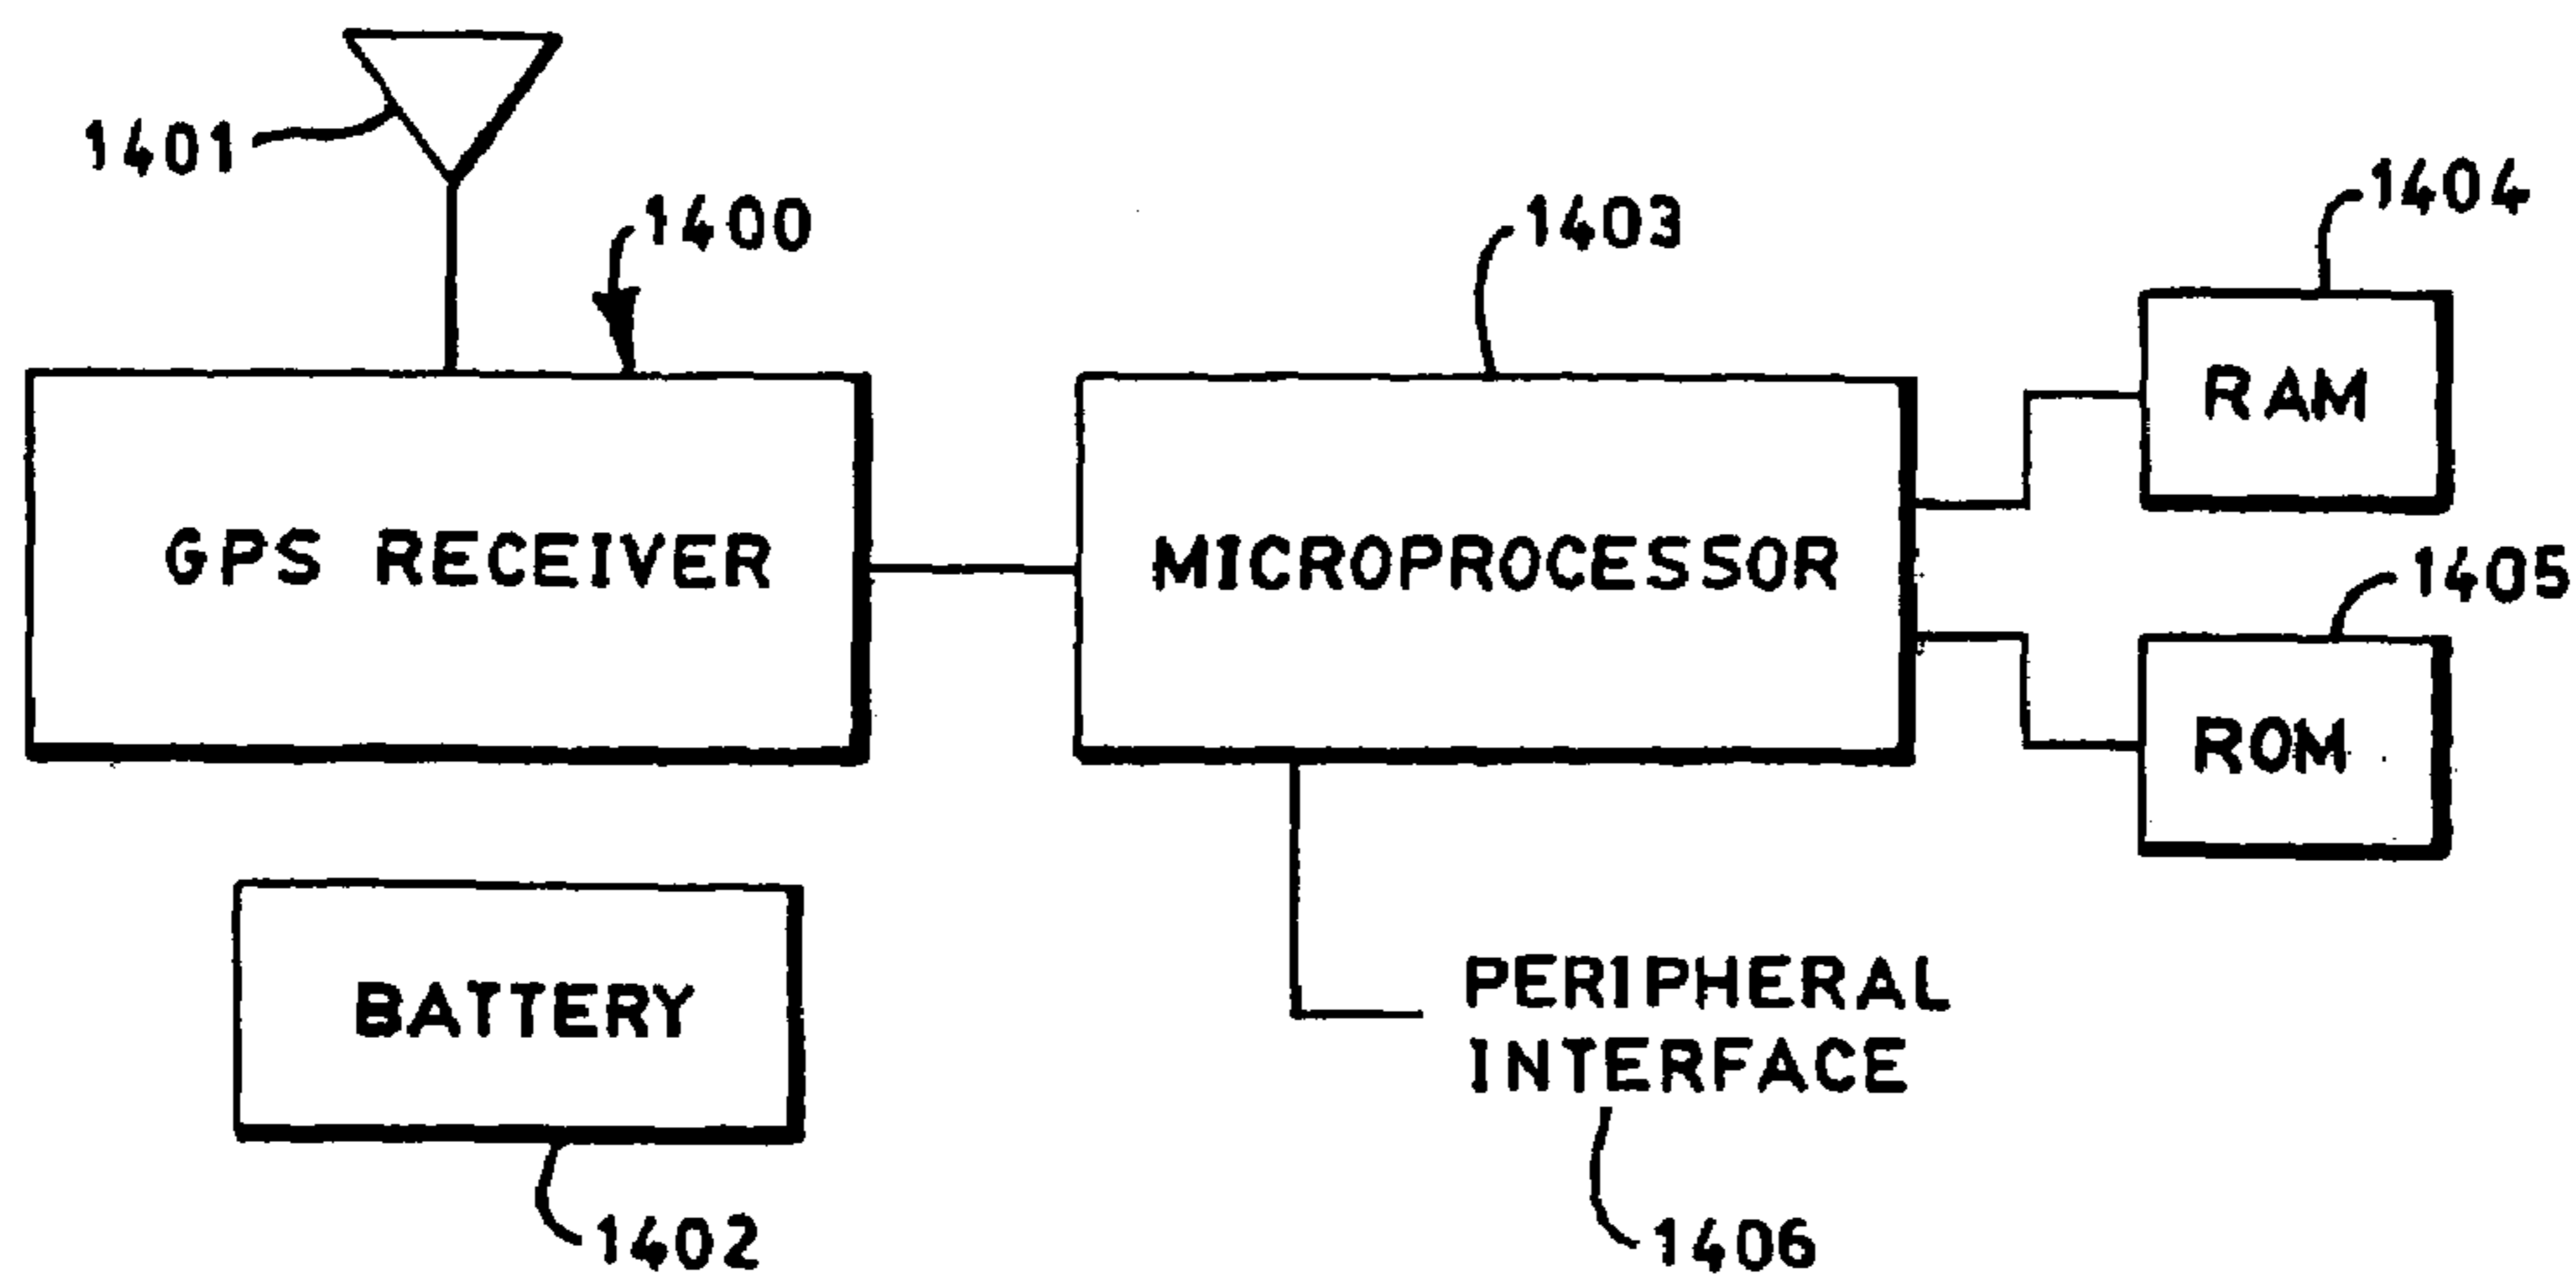 1401
1400
1403
1404
GPS RECEIVER
MICROPROCESSOR
RAM
1405
ROM
BATTERY
PERIPHERAL
INTERFACE
1402
1406